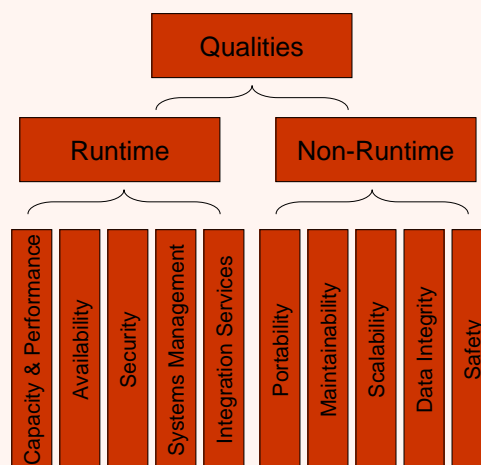 Qualities
Runtime
Non-Runtime
Capacity & Performance
Availability
Security
Systems Management
Integration Services
Portability
Maintainability
Scalability
Data Integrity
Safety